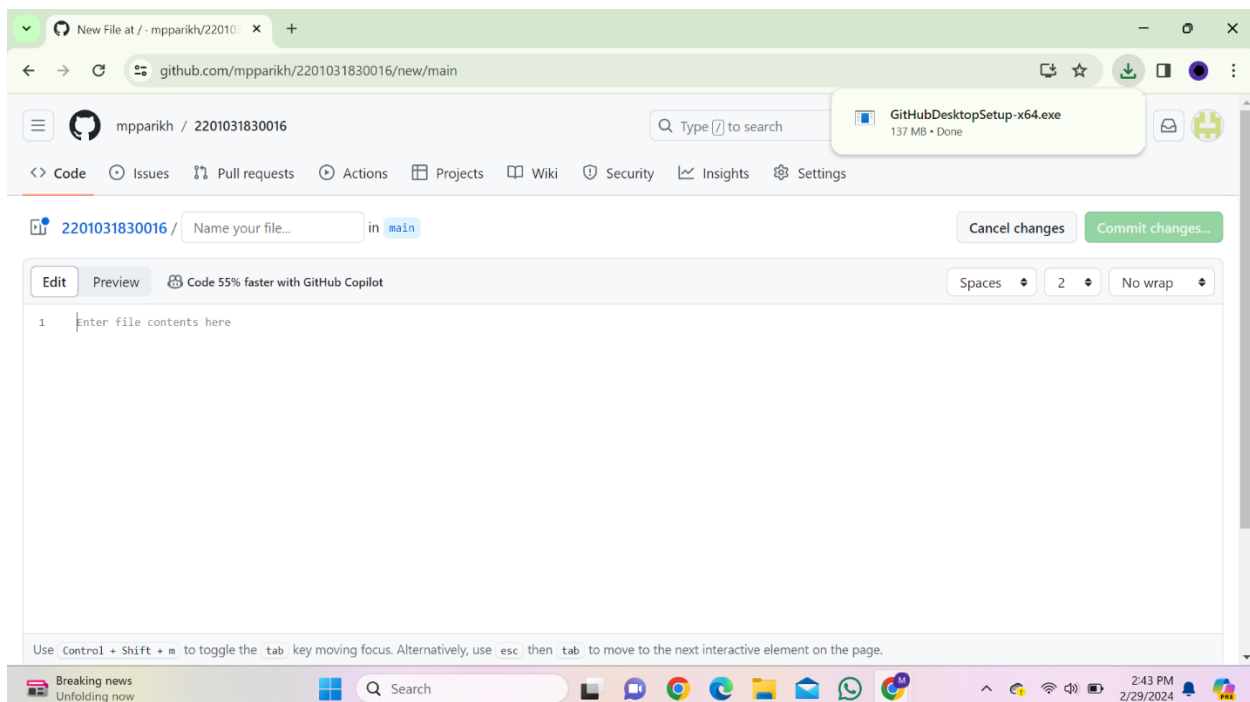 New File at / · mpparikh/22010
github.com/mpparikh/2201031830016/new/main
GitHubDesktopSetup-x64.exe
137 MB • Done
mpparikh / 2201031830016
Type / to search
<> Code Issues Pull requests Actions Projects Wiki Security Insights Settings
2201031830016 / Name your file... in main
Cancel changes Commit changes...
Edit Preview Code 55% faster with GitHub Copilot
Spaces 2 No wrap
1 Enter file contents here
Use Control + Shift + m to toggle the tab key moving focus. Alternatively, use esc then tab to move to the next interactive element on the page.
Breaking news
Unfolding now
Search
M
2:43 PM
2/29/2024
PRE